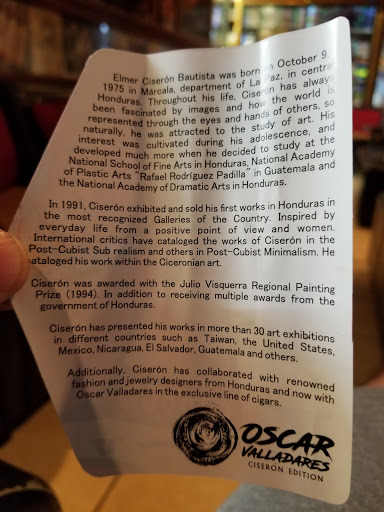 Elmer Ciserón Bautista was born on October 9,
1975 in Márcala, department of La Paz, in central
Honduras. Throughout his life, Ciserón has always
been fascinated by images and how the world is
represented through the eyes and hands of others, so
naturally, he was attracted to the study of art. His
interest was cultivated during his adolescence, and
developed much more when he decided to study at the
National School of Fine Arts in Honduras, National Academy
of Plastic Arts "Rafael Rodríguez Padilla" in Guatemala and
the National Academy of Dramatic Arts in Honduras.
In 1991, Ciserón exhibited and sold his first works in Honduras in
the most recognized Galleries of the Country. Inspired by
everyday life from a positive point of view and women.
International critics have cataloged the works of Ciserón in the
Post-Cubist Sub realism and others in Post-Cubist Minimalism. He
cataloged his work within the Ciceronian art.
Ciserón was awarded with the Julio Visquerra Regional Painting
Prize (1994). In addition to receiving multiple awards from the
government of Honduras.
Ciserón has presented his works in more than 30 art exhibitions
in different countries such as Taiwan, the United States,
Mexico, Nicaragua, El Salvador, Guatemala and others.
Additionally, Ciserón has collaborated with renowned
fashion and jewelry designers from Honduras and now with
Oscar Valladares in the exclusive line of cigars.
OSCAR
VALLADARES
CISERÓN EDITION